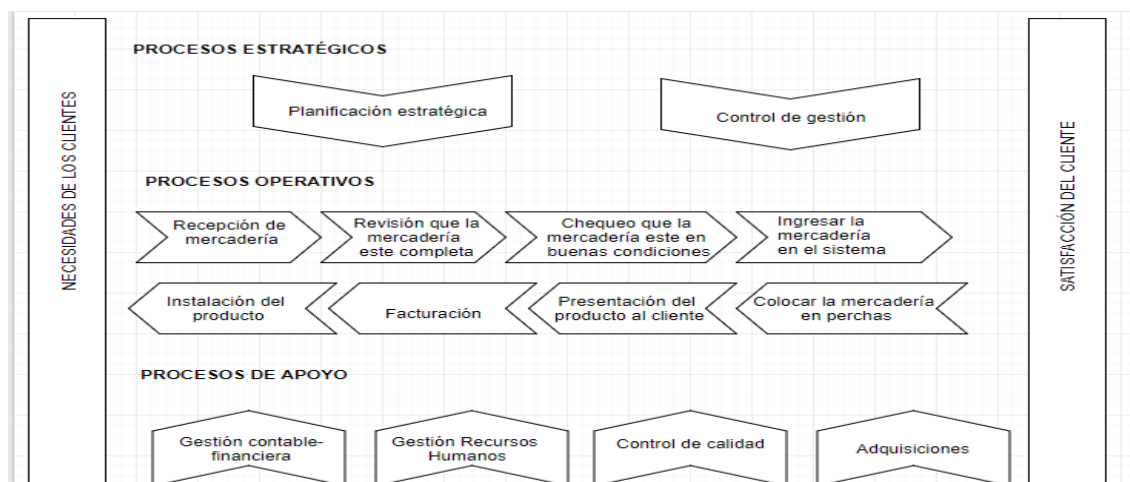 NECESIDADES DE LOS CLIENTES
PROCESOS ESTRATÉGICOS
Planificación estratégica
Control de gestión
PROCESOS OPERATIVOS
Recepción de
mercadería
Revisión que la
mercadería
este completa
Chequeo que la
mercadería este en
buenas condiciones
Ingresar la
mercadería
en el sistema
Instalación del
producto
Facturación
Presentación del
producto al cliente
Colocar la mercadería
en perchas
PROCESOS DE APOYO
Gestión contable-
financiera
Gestión Recursos
Humanos
Control de calidad
Adquisiciones
SATISFACCIÓN DEL CLIENTE